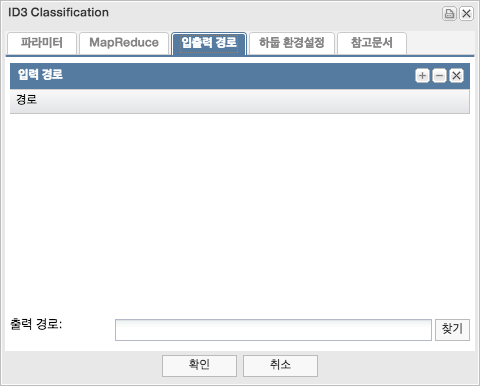 ID3 Classification
파라미터 MapReduce 입출력 경로 하둡 환경설정 참고문서
입력 경로
경로
출력 경로: 찾기
확인 취소